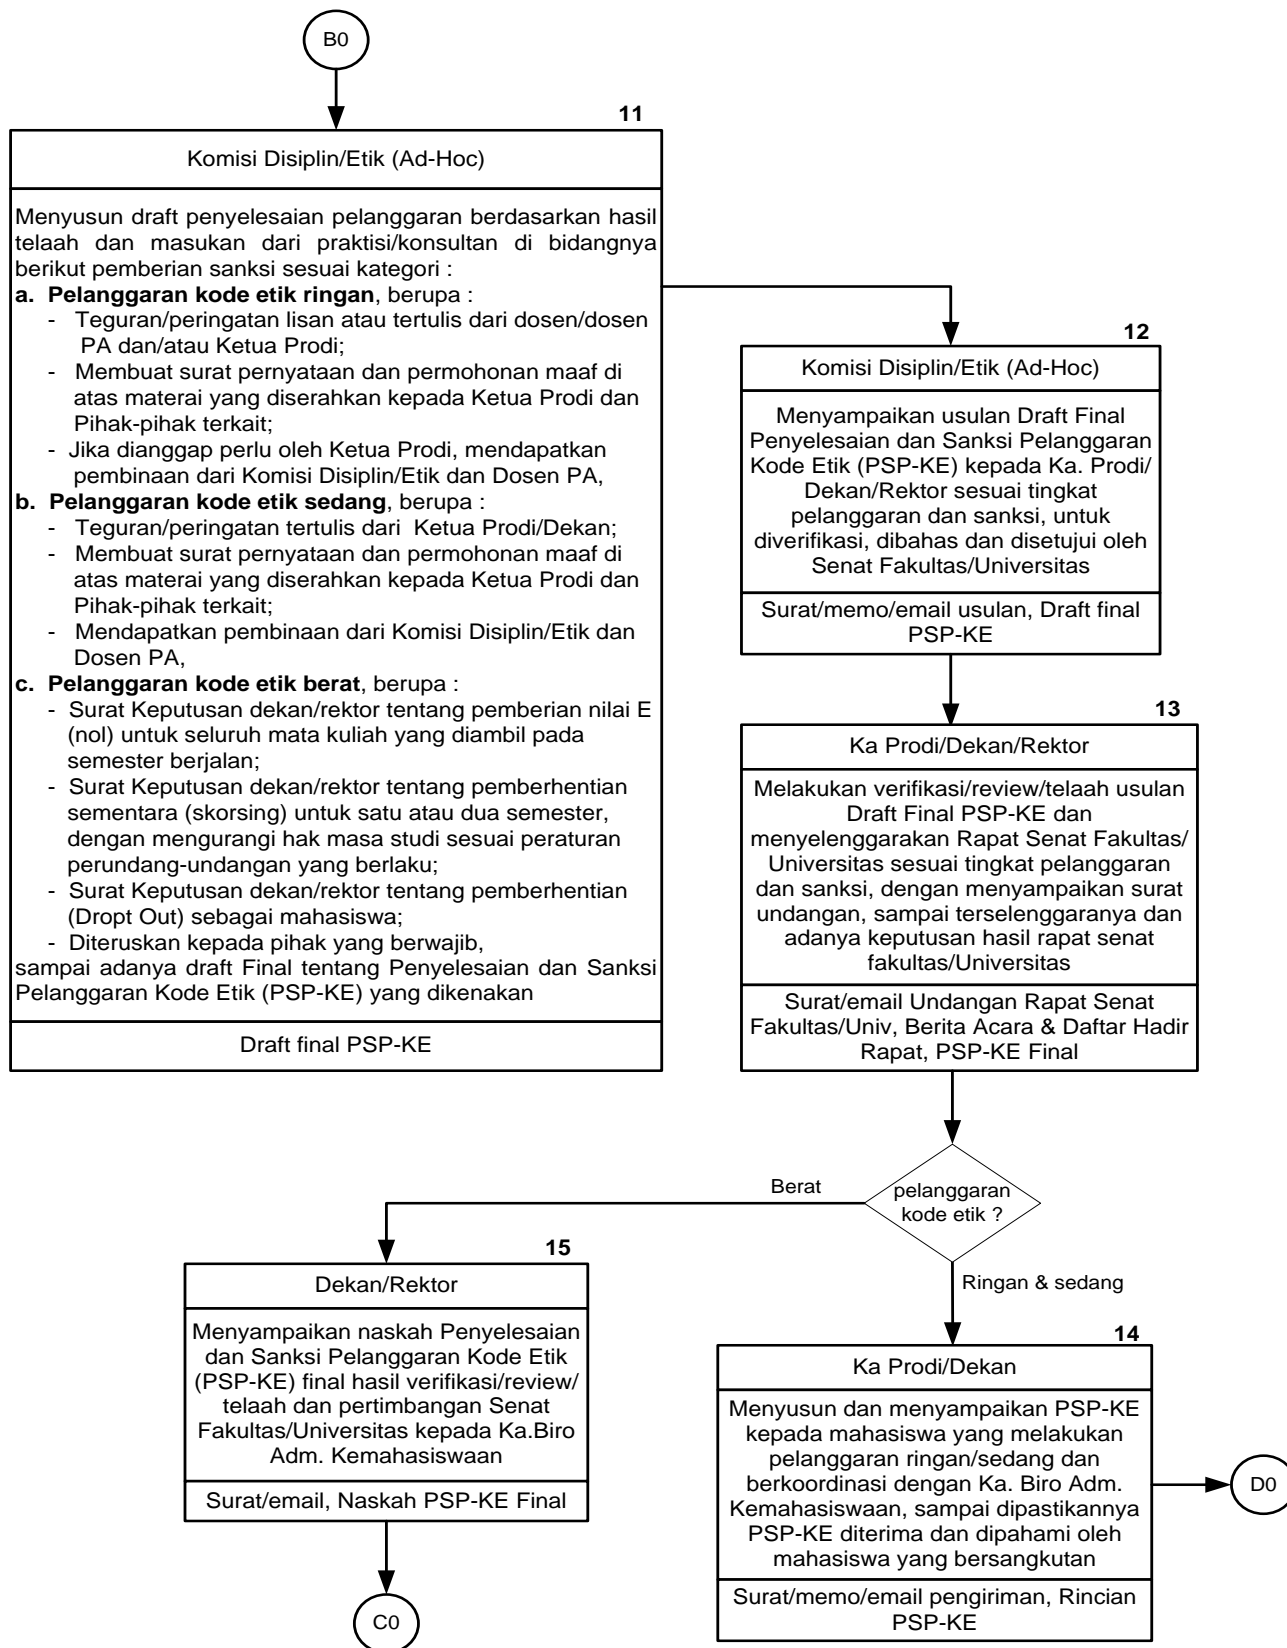 B0
11
Komisi Disiplin/Etik (Ad-Hoc)
Menyusun draft penyelesaian pelanggaran berdasarkan hasil
telaah dan masukan dari praktisi/konsultan di bidangnya
berikut pemberian sanksi sesuai kategori :
a. Pelanggaran kode etik ringan, berupa :
- Teguran/peringatan lisan atau tertulis dari dosen/dosen
PA dan/atau Ketua Prodi;
- Membuat surat pernyataan dan permohonan maaf di
atas materai yang diserahkan kepada Ketua Prodi dan
Pihak-pihak terkait;
- Jika dianggap perlu oleh Ketua Prodi, mendapatkan
pembinaan dari Komisi Disiplin/Etik dan Dosen PA,
b. Pelanggaran kode etik sedang, berupa :
- Teguran/peringatan tertulis dari Ketua Prodi/Dekan;
- Membuat surat pernyataan dan permohonan maaf di
atas materai yang diserahkan kepada Ketua Prodi dan
Pihak-pihak terkait;
- Mendapatkan pembinaan dari Komisi Disiplin/Etik dan
Dosen PA,
c. Pelanggaran kode etik berat, berupa :
- Surat Keputusan dekan/rektor tentang pemberian nilai E
(nol) untuk seluruh mata kuliah yang diambil pada
semester berjalan;
- Surat Keputusan dekan/rektor tentang pemberhentian
sementara (skorsing) untuk satu atau dua semester,
dengan mengurangi hak masa studi sesuai peraturan
perundang-undangan yang berlaku;
- Surat Keputusan dekan/rektor tentang pemberhentian
(Dropt Out) sebagai mahasiswa;
- Diteruskan kepada pihak yang berwajib,
sampai adanya draft Final tentang Penyelesaian dan Sanksi
Pelanggaran Kode Etik (PSP-KE) yang dikenakan
Draft final PSP-KE
12
Komisi Disiplin/Etik (Ad-Hoc)
Menyampaikan usulan Draft Final
Penyelesaian dan Sanksi Pelanggaran
Kode Etik (PSP-KE) kepada Ka. Prodi/
Dekan/Rektor sesuai tingkat
pelanggaran dan sanksi, untuk
diverifikasi, dibahas dan disetujui oleh
Senat Fakultas/Universitas
Surat/memo/email usulan, Draft final
PSP-KE
13
Ka Prodi/Dekan/Rektor
Melakukan verifikasi/review/telaah usulan
Draft Final PSP-KE dan
menyelenggarakan Rapat Senat Fakultas/
Universitas sesuai tingkat pelanggaran
dan sanksi, dengan menyampaikan surat
undangan, sampai terselenggaranya dan
adanya keputusan hasil rapat senat
fakultas/Universitas
Surat/email Undangan Rapat Senat
Fakultas/Univ, Berita Acara & Daftar Hadir
Rapat, PSP-KE Final
pelanggaran
kode etik ?
Berat
Ringan & sedang
15
Dekan/Rektor
Menyampaikan naskah Penyelesaian
dan Sanksi Pelanggaran Kode Etik
(PSP-KE) final hasil verifikasi/review/
telaah dan pertimbangan Senat
Fakultas/Universitas kepada Ka.Biro
Adm. Kemahasiswaan
Surat/email, Naskah PSP-KE Final
C0
14
Ka Prodi/Dekan
Menyusun dan menyampaikan PSP-KE
kepada mahasiswa yang melakukan
pelanggaran ringan/sedang dan
berkoordinasi dengan Ka. Biro Adm.
Kemahasiswaan, sampai dipastikannya
PSP-KE diterima dan dipahami oleh
mahasiswa yang bersangkutan
Surat/memo/email pengiriman, Rincian
PSP-KE
D0